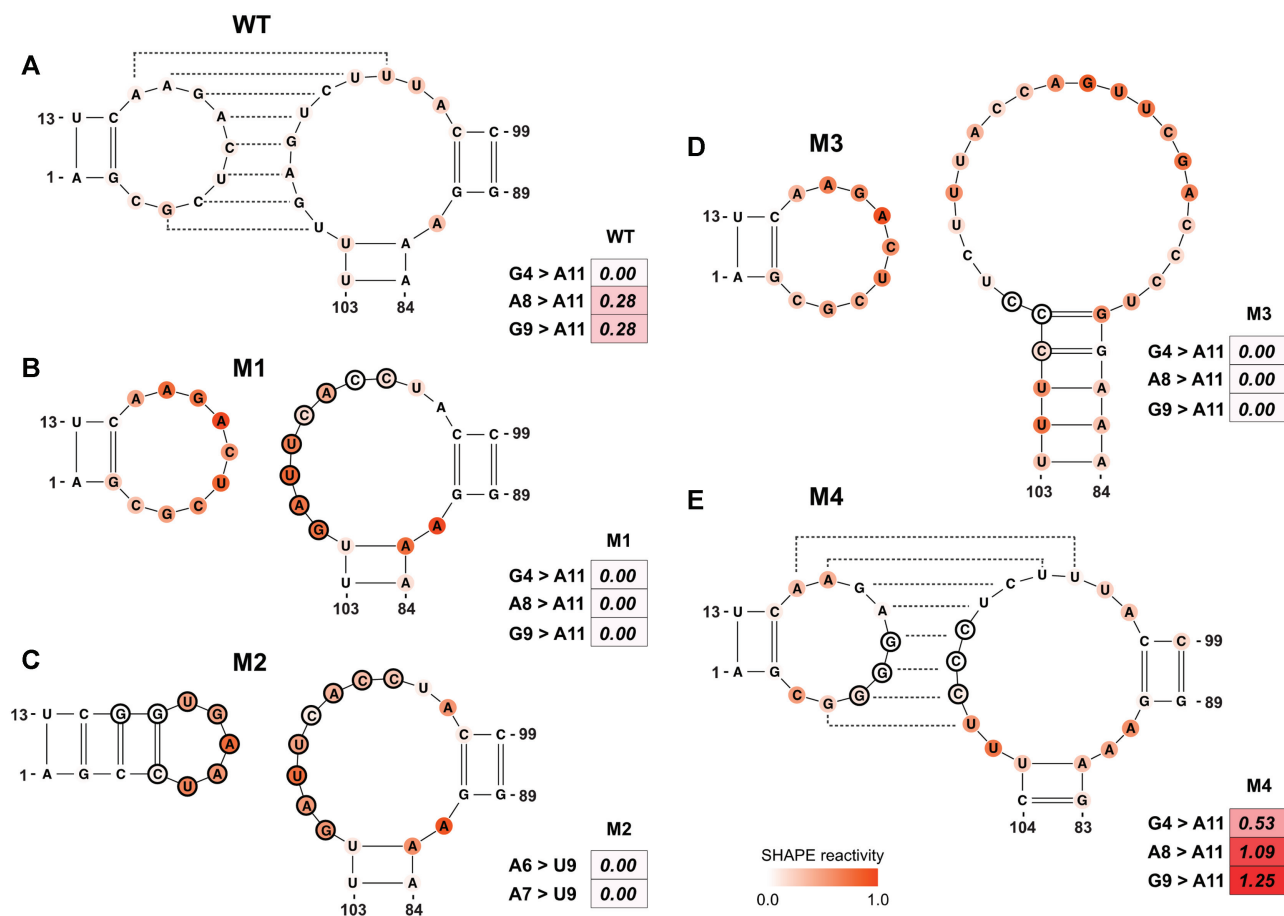 WT
A
13 - U C A A G A C U C G C G A - 1
U U U G A G U C U U U A C C - 99
G - 89 G A A A
103 84
WT
G4 > A11 0.00
A8 > A11 0.28
G9 > A11 0.28
B M1
13 - U C A A G A C U C G C G A - 1
U U G A U U C A C C U A C C - 99
G - 89 G A A A
103 84
M1
G4 > A11 0.00
A8 > A11 0.00
G9 > A11 0.00
C M2
13 - U C G G U G A A U C C G A - 1
U U G A U U C A C C U A C C - 99
G - 89 G A A A
103 84
M2
A6 > U9 0.00
A7 > U9 0.00
D M3
13 - U C A A G A C U C G C G A - 1
U U U C C C U C U U U A C C A G U U C G A C C C U G G A A A
103 84
M3
G4 > A11 0.00
A8 > A11 0.00
G9 > A11 0.00
E M4
13 - U C A A G A G G G G C G A - 1
C U U U C C C U C U U U A C C - 99
G - 89 G A A A G
104 83
M4
G4 > A11 0.53
A8 > A11 1.09
G9 > A11 1.25
SHAPE reactivity
0.0 1.0